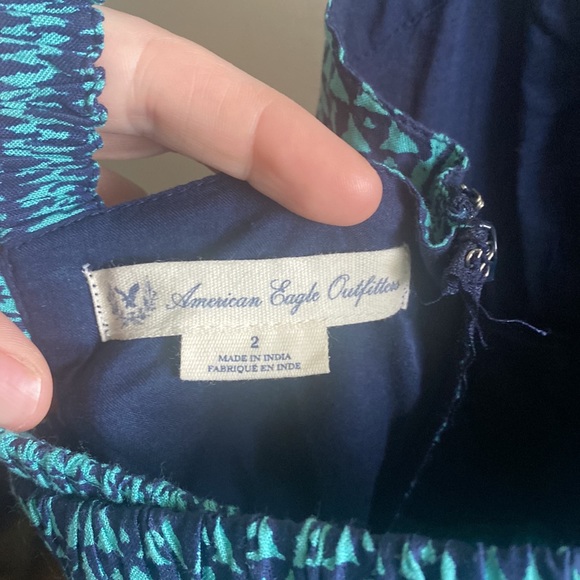 American Eagle Outfitters
2
MADE IN INDIA
FABRIQUÉ EN INDE